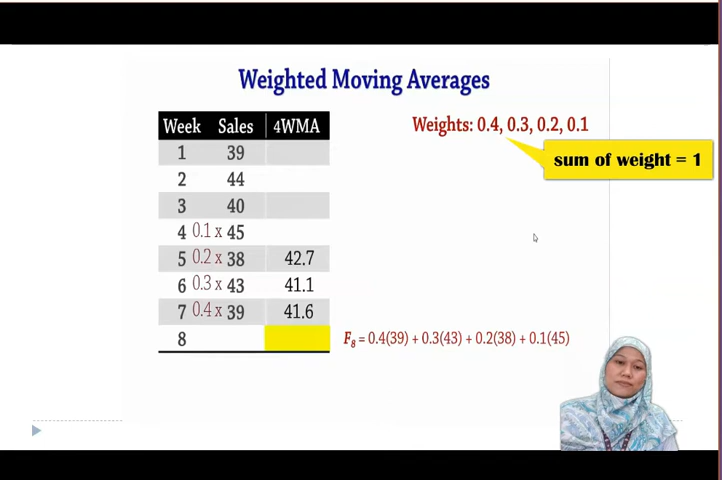 Weighted Moving Averages
Weights: 0.4, 0.3, 0.2, 0.1
sum of weight = 1
Week Sales 4WMA
1 39
2 44
3 40
4 0.1 x 45
5 0.2 x 38 42.7
6 0.3 x 43 41.1
7 0.4 x 39 41.6
8
F₈ = 0.4(39) + 0.3(43) + 0.2(38) + 0.1(45)